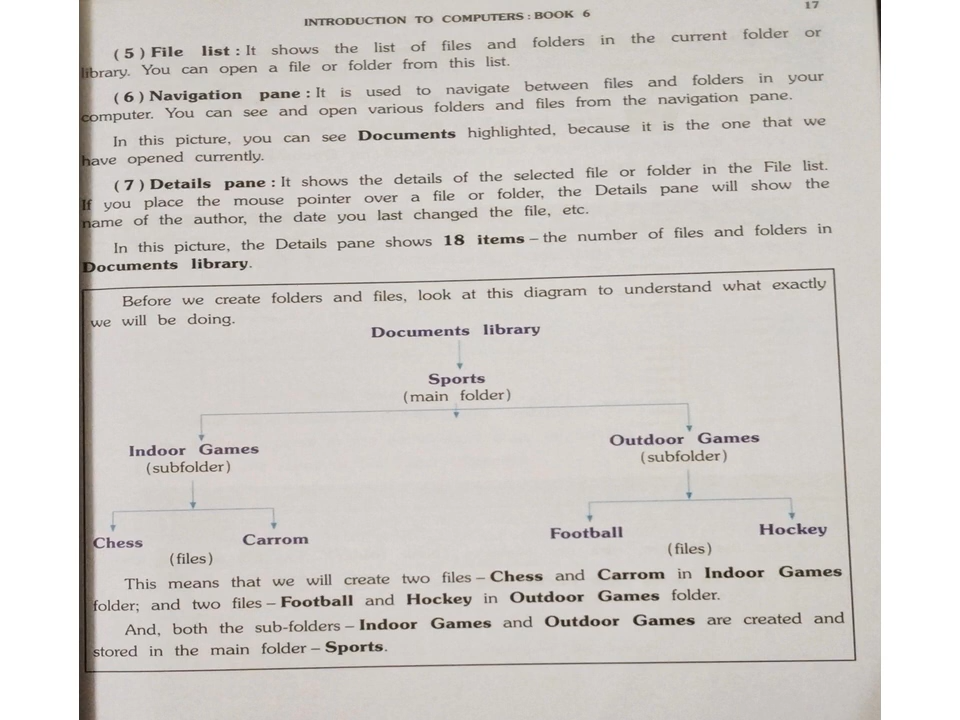 INTRODUCTION TO COMPUTERS : BOOK 6 17
( 5 ) File list : It shows the list of files and folders in the current folder or
library. You can open a file or folder from this list.
( 6 ) Navigation pane : It is used to navigate between files and folders in your
computer. You can see and open various folders and files from the navigation pane.
In this picture, you can see Documents highlighted, because it is the one that we
have opened currently.
( 7 ) Details pane : It shows the details of the selected file or folder in the File list.
If you place the mouse pointer over a file or folder, the Details pane will show the
name of the author, the date you last changed the file, etc.
In this picture, the Details pane shows 18 items – the number of files and folders in
Documents library.
Before we create folders and files, look at this diagram to understand what exactly
we will be doing.
Documents library
Sports
(main folder)
Indoor Games
(subfolder)
Outdoor Games
(subfolder)
Chess Carrom
(files)
Football Hockey
(files)
This means that we will create two files – Chess and Carrom in Indoor Games
folder; and two files – Football and Hockey in Outdoor Games folder.
And, both the sub-folders – Indoor Games and Outdoor Games are created and
stored in the main folder – Sports.